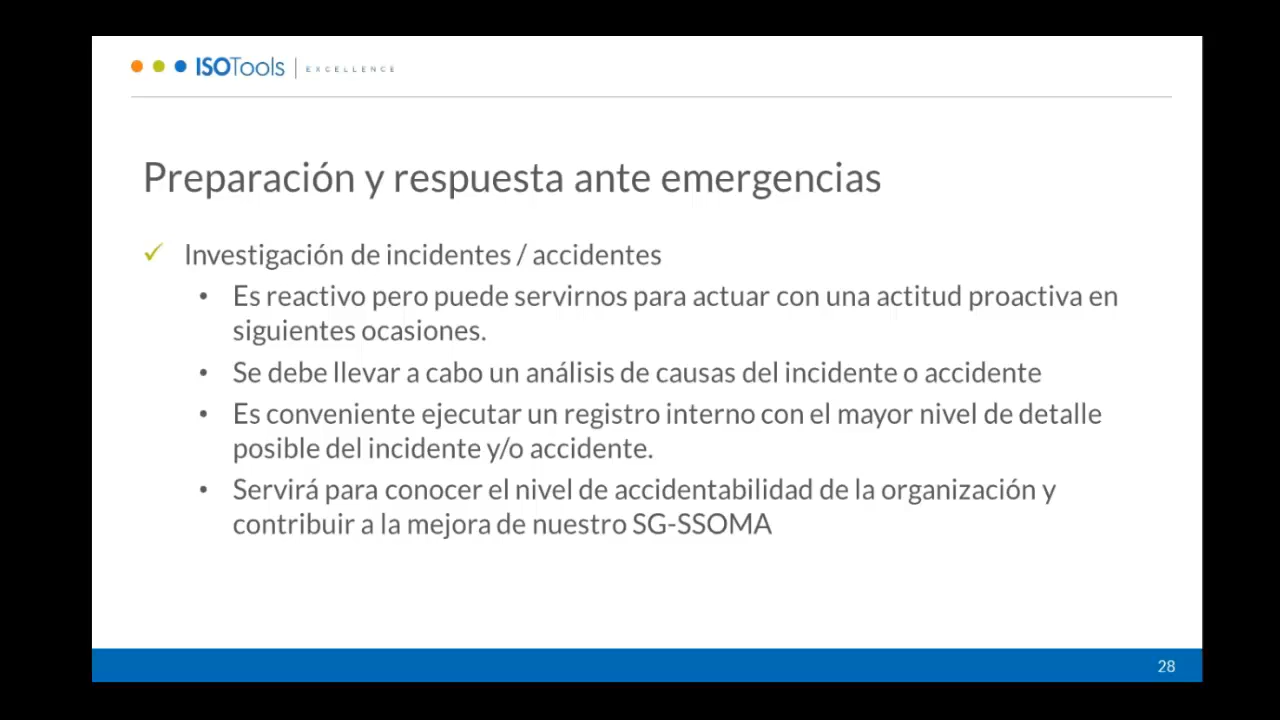 ISOTools | EXCELLENCE
Preparación y respuesta ante emergencias
✓ Investigación de incidentes / accidentes
• Es reactivo pero puede servirnos para actuar con una actitud proactiva en
siguientes ocasiones.
• Se debe llevar a cabo un análisis de causas del incidente o accidente
• Es conveniente ejecutar un registro interno con el mayor nivel de detalle
posible del incidente y/o accidente.
• Servirá para conocer el nivel de accidentabilidad de la organización y
contribuir a la mejora de nuestro SG-SSOMA
28